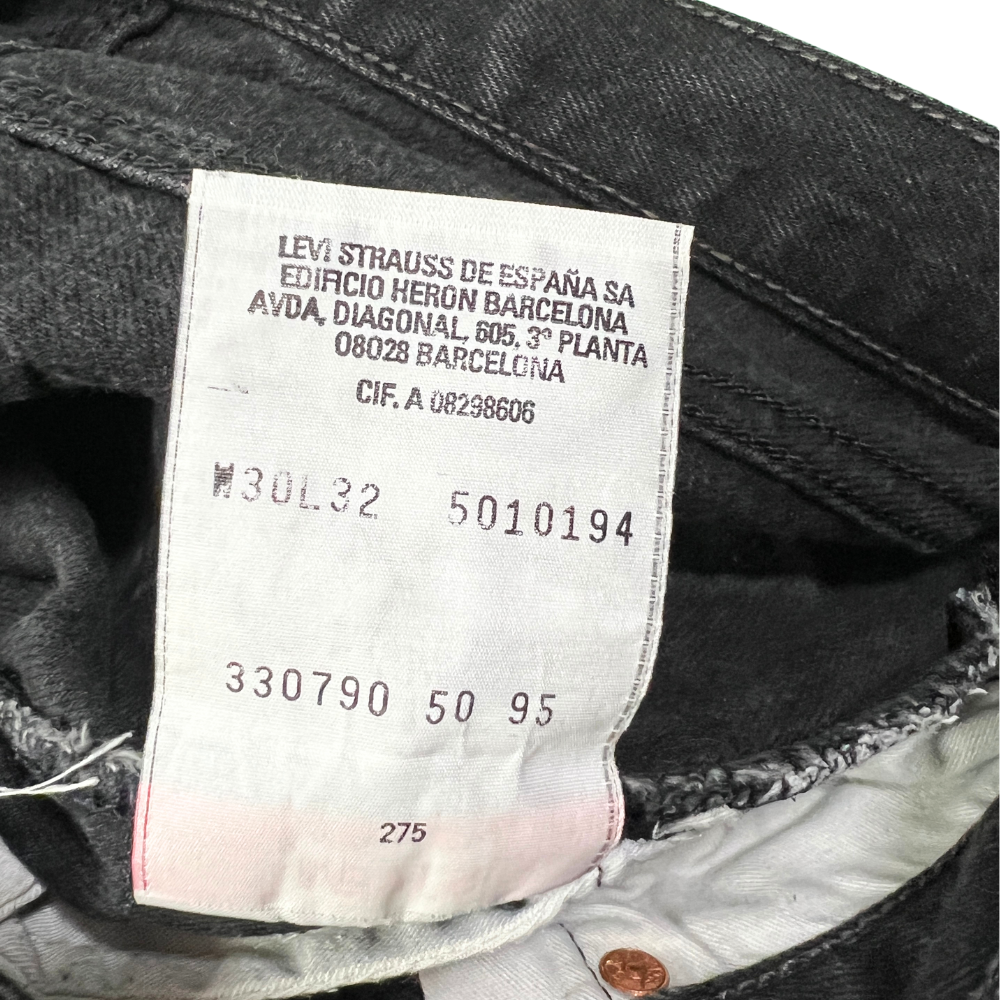 LEVI STRAUSS DE ESPAÑA SA
EDIFICIO HERON BARCELONA
AVDA, DIAGONAL, 605, 3º PLANTA
08028 BARCELONA
CIF. A 08298606
W30L32 5010194
330790 50 95
275